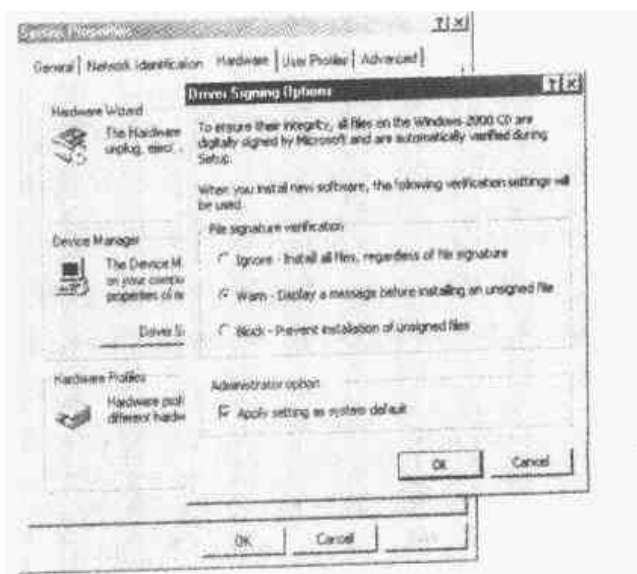 System Properties
General Network Identification Hardware User Profiles Advanced
Driver Signing Options
Hardware Wizard
The Hardware
unplug, eject,
To ensure their integrity, all files on the Windows 2000 CD are
digitally signed by Microsoft and are automatically verified during
Setup.
When you install new software, the following verification settings will
be used.
File signature verification
Ignore - Install all files, regardless of file signature
Warn - Display a message before installing an unsigned file
Block - Prevent installation of unsigned files
Device Manager
The Device M
on your compu
properties of
Driver Si
Hardware Profiles
Hardware prof
different hardw
Administrator option
Apply setting as system default
OK Cancel
OK Cancel